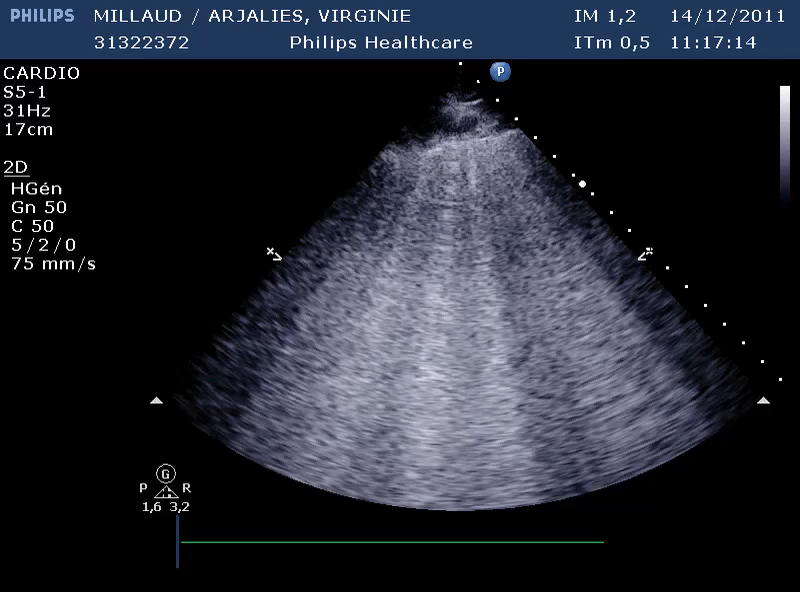 PHILIPS MILLAUD / ARJALIES, VIRGINIE IM 1,2 14/12/2011
31322372 Philips Healthcare ITm 0,5 11:17:14
P
CARDIO
S5-1
31Hz
17cm
2D
HGén
Gn 50
C 50
5/2/0
75 mm/s
G
P R
1,6 3,2